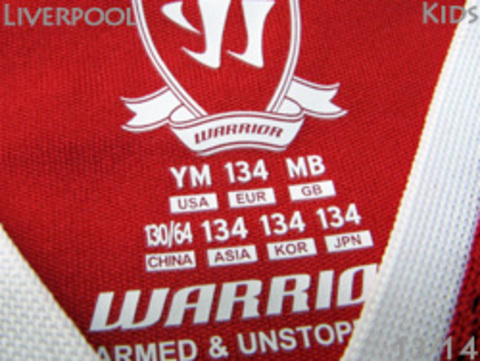 LIVERPOOL KIDS
WARRIOR
YM 134 MB
USA EUR GB
130/64 134 134 134
CHINA ASIA KOR JPN
WARRIO
ARMED & UNSTOP
14